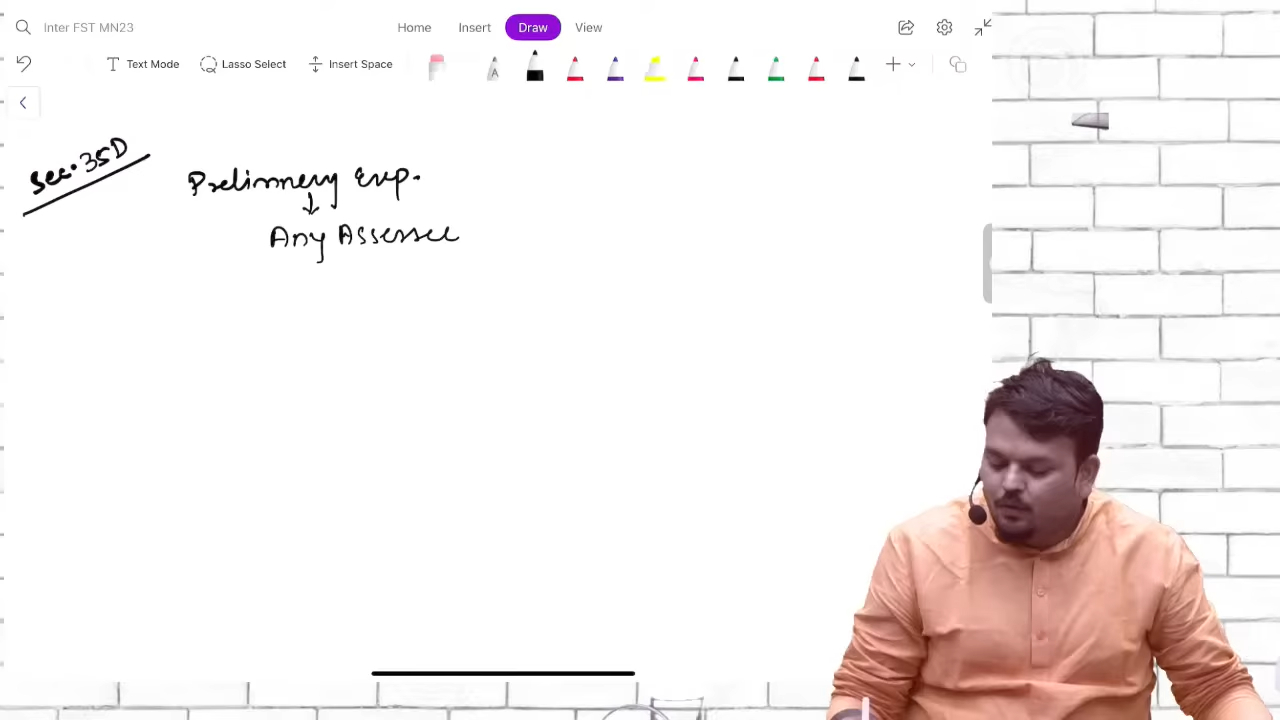 Inter FST MN23
Home Insert Draw View
Text Mode Lasso Select Insert Space
A
Sec. 35D
Prelimnery Exp.
Any Assessee